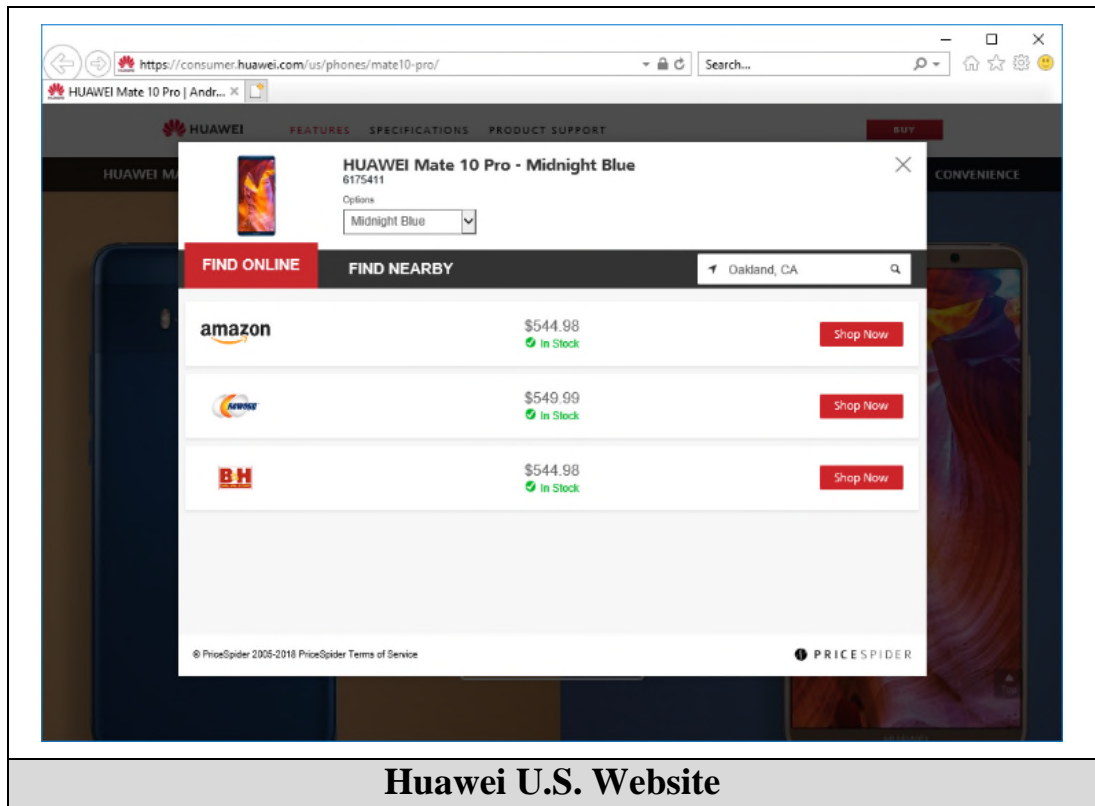 https://consumer.huawei.com/us/phones/mate10-pro/
Search...
HUAWEI Mate 10 Pro | Andr...
HUAWEI FEATURES SPECIFICATIONS PRODUCT SUPPORT BUY
HUAWEI MA
CONVENIENCE
HUAWEI Mate 10 Pro - Midnight Blue
6175411
Options
Midnight Blue
FIND ONLINE FIND NEARBY Oakland, CA
amazon $544.98 Shop Now
In Stock
newegg $549.99 Shop Now
In Stock
B&H $544.98 Shop Now
In Stock
© PriceSpider 2005-2018 PriceSpider Terms of Service PRICESPIDER
Top
HUAWEI
Huawei U.S. Website